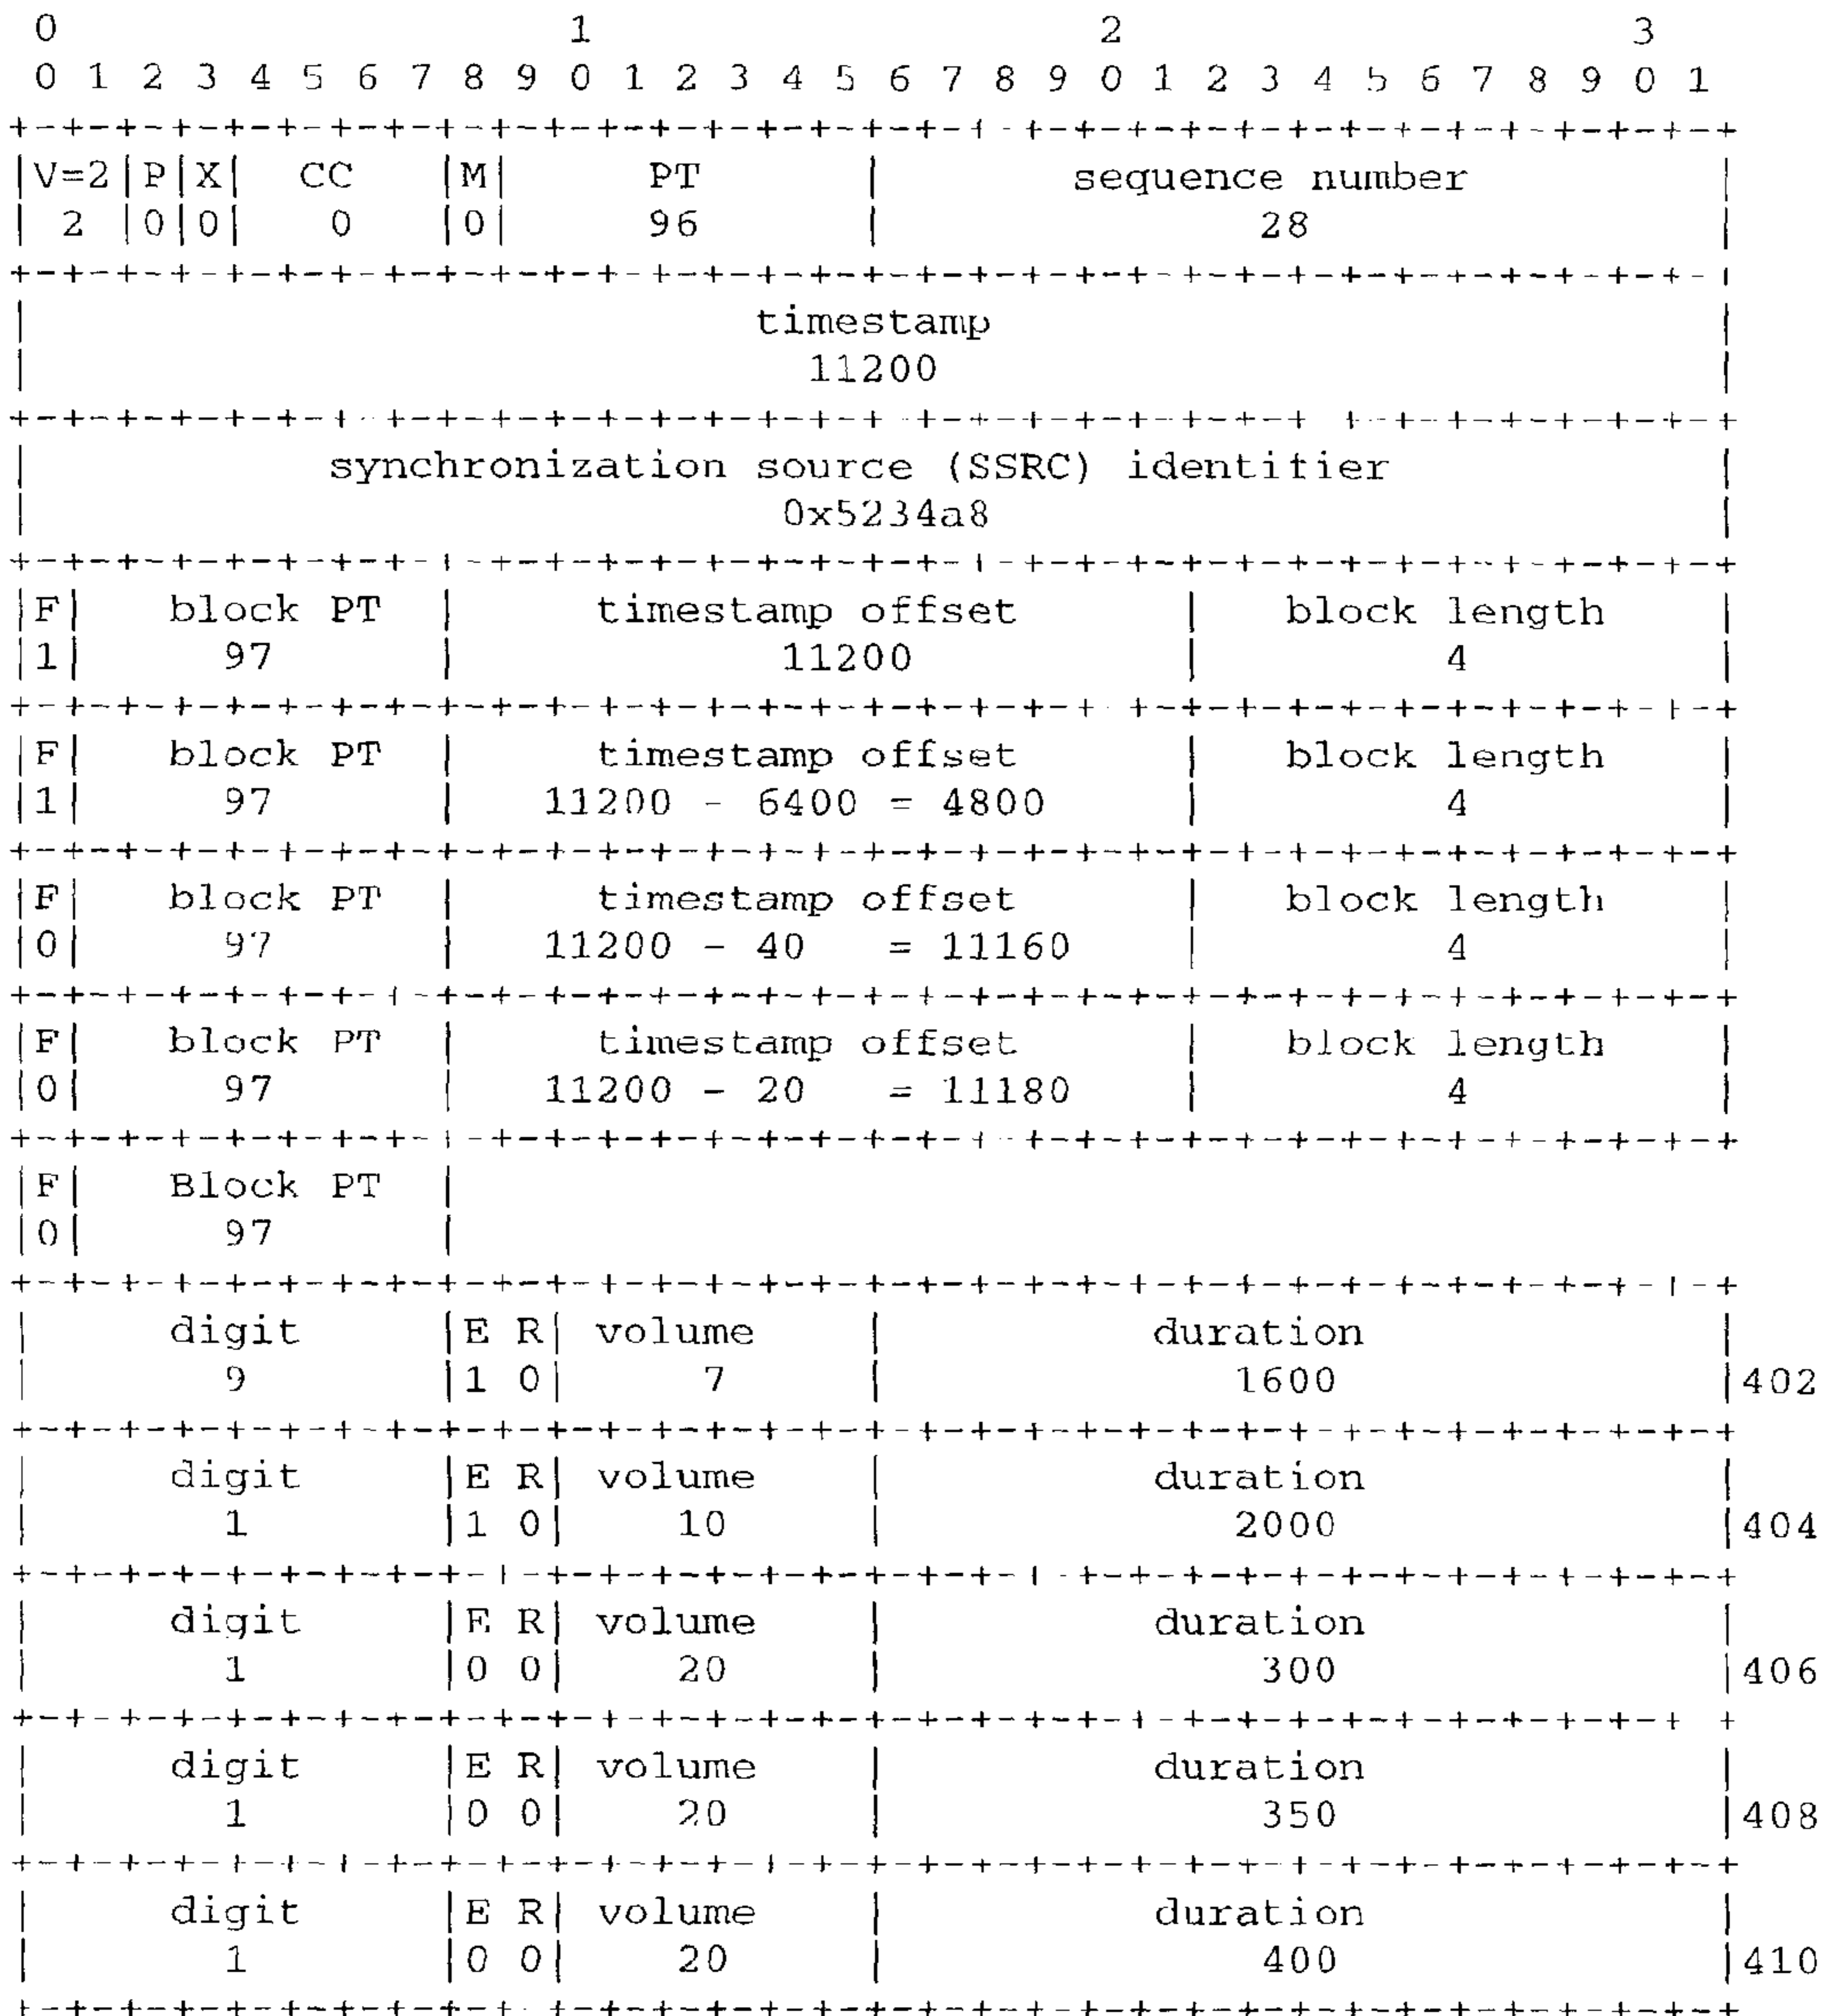 0 1 2 3
0 1 2 3 4 5 6 7 8 9 0 1 2 3 4 5 6 7 8 9 0 1 2 3 4 5 6 7 8 9 0 1
+-+-+-+-+-+-+-+-+-+-+-+-+-+-+-+-+-+-+-+-+-+-+-+-+-+-+-+-+-+-+-+-+
|V=2|P|X| CC |M| PT | sequence number |
| 2 |0|0| 0 |0| 96 | 28 |
+-+-+-+-+-+-+-+-+-+-+-+-+-+-+-+-+-+-+-+-+-+-+-+-+-+-+-+-+-+-+-+-+
| timestamp |
| 11200 |
+-+-+-+-+-+-+-+-+-+-+-+-+-+-+-+-+-+-+-+-+-+-+-+-+-+-+-+-+-+-+-+-+
| synchronization source (SSRC) identifier |
| 0x5234a8 |
+-+-+-+-+-+-+-+-+-+-+-+-+-+-+-+-+-+-+-+-+-+-+-+-+-+-+-+-+-+-+-+-+
|F| block PT | timestamp offset | block length |
|1| 97 | 11200 | 4 |
+-+-+-+-+-+-+-+-+-+-+-+-+-+-+-+-+-+-+-+-+-+-+-+-+-+-+-+-+-+-+-+-+
|F| block PT | timestamp offset | block length |
|1| 97 | 11200 - 6400 = 4800 | 4 |
+-+-+-+-+-+-+-+-+-+-+-+-+-+-+-+-+-+-+-+-+-+-+-+-+-+-+-+-+-+-+-+-+
|F| block PT | timestamp offset | block length |
|0| 97 | 11200 - 40 = 11160 | 4 |
+-+-+-+-+-+-+-+-+-+-+-+-+-+-+-+-+-+-+-+-+-+-+-+-+-+-+-+-+-+-+-+-+
|F| block PT | timestamp offset | block length |
|0| 97 | 11200 - 20 = 11180 | 4 |
+-+-+-+-+-+-+-+-+-+-+-+-+-+-+-+-+-+-+-+-+-+-+-+-+-+-+-+-+-+-+-+-+
|F| Block PT |
|0| 97 |
+-+-+-+-+-+-+-+-+-+-+-+-+-+-+-+-+-+-+-+-+-+-+-+-+-+-+-+-+-+-+-+-+
| digit |E R| volume | duration |
| 9 |1 0| 7 | 1600 |402
+-+-+-+-+-+-+-+-+-+-+-+-+-+-+-+-+-+-+-+-+-+-+-+-+-+-+-+-+-+-+-+-+
| digit |E R| volume | duration |
| 1 |1 0| 10 | 2000 |404
+-+-+-+-+-+-+-+-+-+-+-+-+-+-+-+-+-+-+-+-+-+-+-+-+-+-+-+-+-+-+-+-+
| digit |E R| volume | duration |
| 1 |0 0| 20 | 300 |406
+-+-+-+-+-+-+-+-+-+-+-+-+-+-+-+-+-+-+-+-+-+-+-+-+-+-+-+-+-+-+-+-+
| digit |E R| volume | duration |
| 1 |0 0| 20 | 350 |408
+-+-+-+-+-+-+-+-+-+-+-+-+-+-+-+-+-+-+-+-+-+-+-+-+-+-+-+-+-+-+-+-+
| digit |E R| volume | duration |
| 1 |0 0| 20 | 400 |410
+-+-+-+-+-+-+-+-+-+-+-+-+-+-+-+-+-+-+-+-+-+-+-+-+-+-+-+-+-+-+-+-+